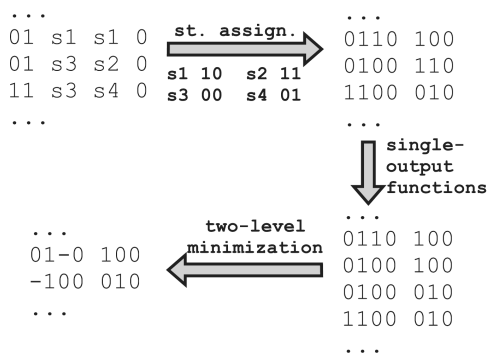 ...
01 s1 s1 0
01 s3 s2 0
11 s3 s4 0
...
st. assign.
s1 10 s2 11
s3 00 s4 01
...
0110 100
0100 110
1100 010
...
single-
output
functions
...
0110 100
0100 100
0100 010
1100 010
...
two-level
minimization
...
01-0 100
-100 010
...